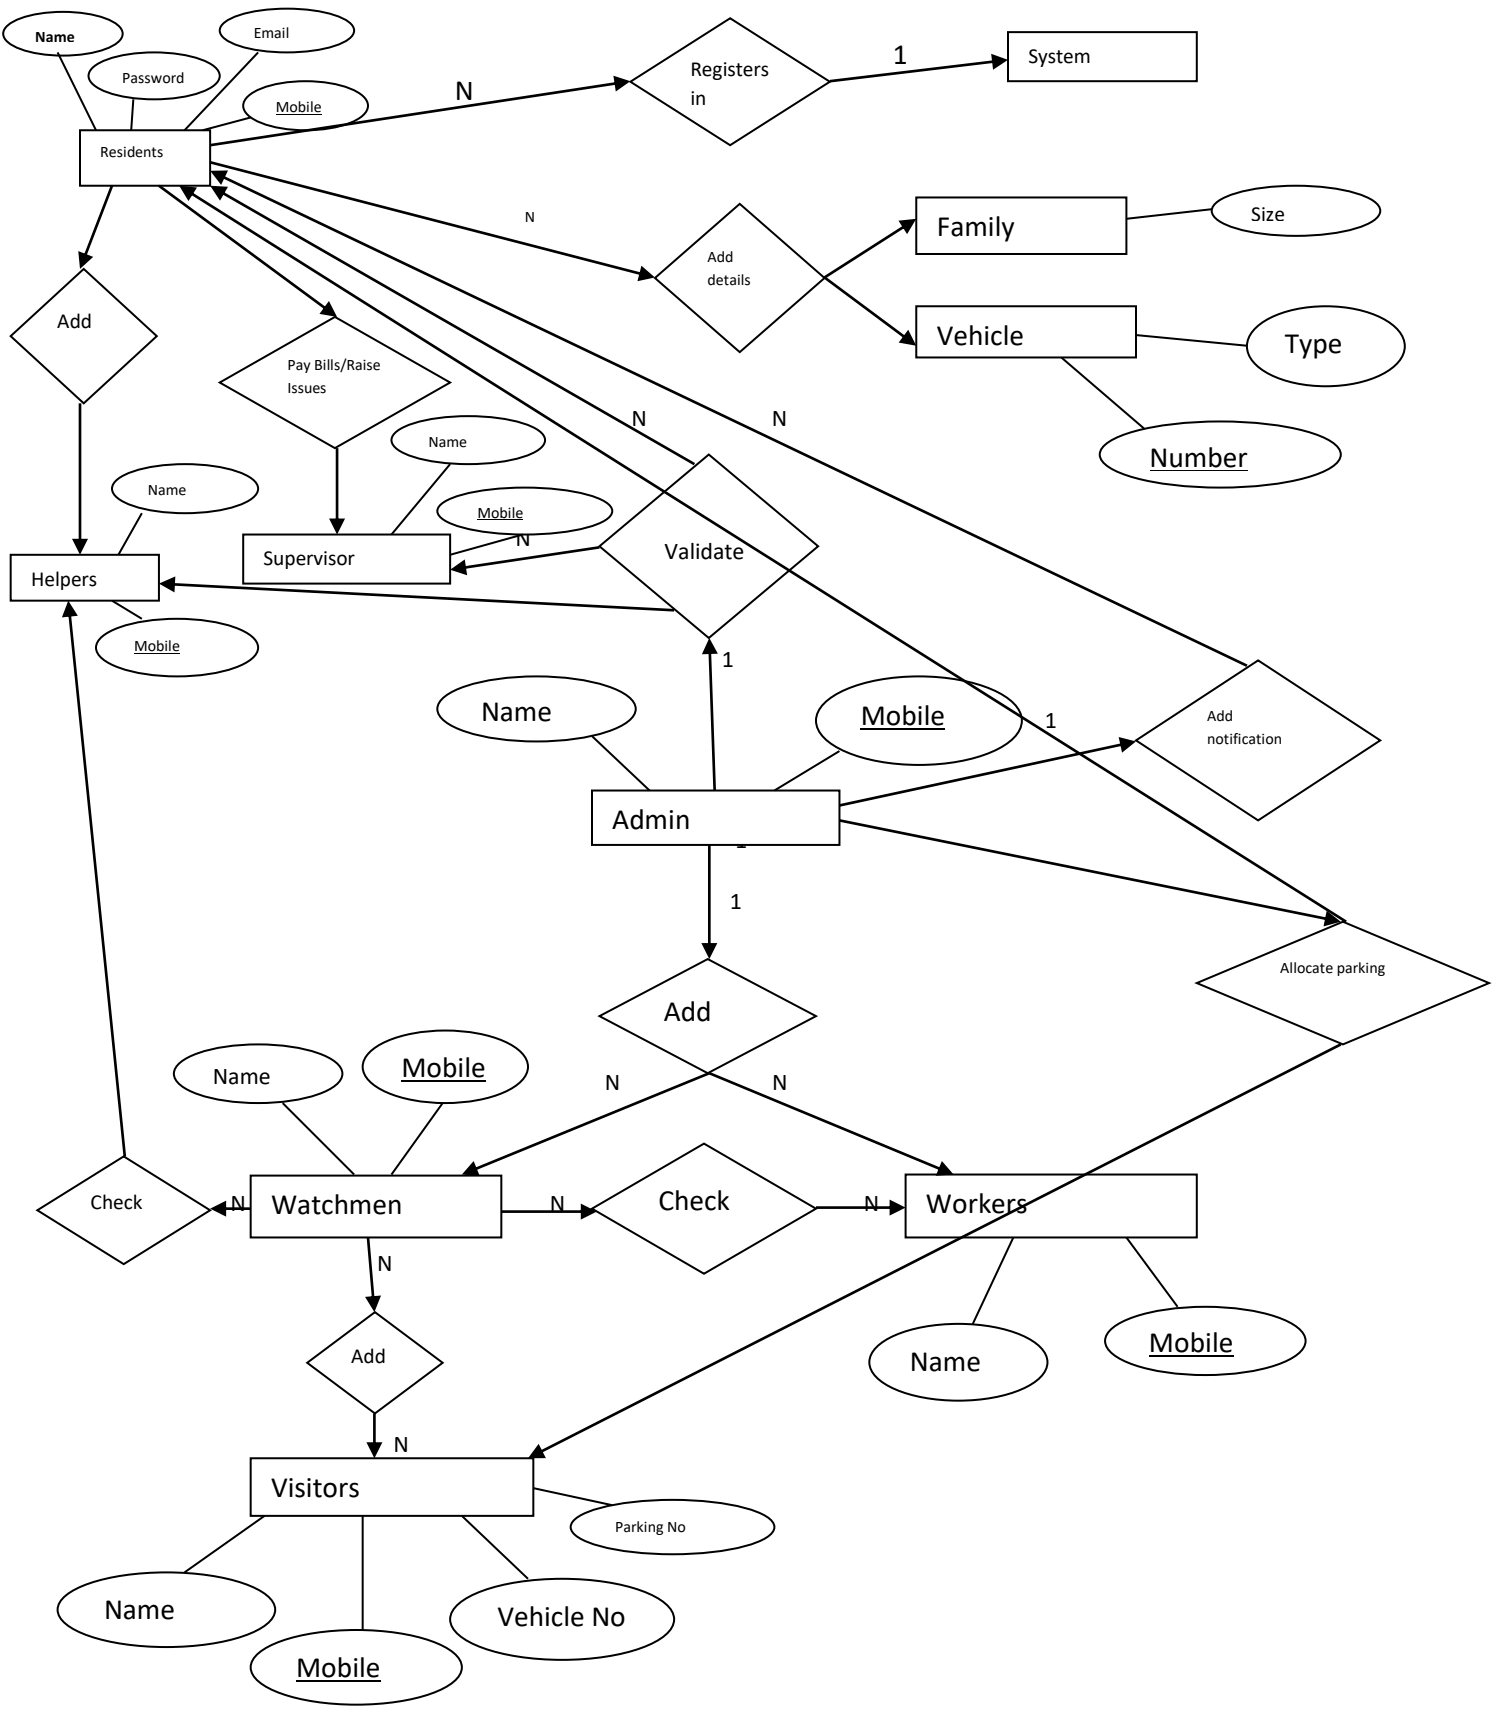 Name
Email
Password
Mobile
Residents
N
Registers
in
1
System
N
Add
details
Family
Size
Vehicle
Type
Number
Add
Pay Bills/Raise
Issues
N
N
Name
Mobile
N
Supervisor
Validate
Name
Helpers
Mobile
1
Name
Mobile
1
Add
notification
Admin
1
Add
Allocate parking
N
N
Name
Mobile
Check
N
Watchmen
N
Check
N
Workers
N
Add
Name
Mobile
N
Visitors
Parking No
Name
Vehicle No
Mobile